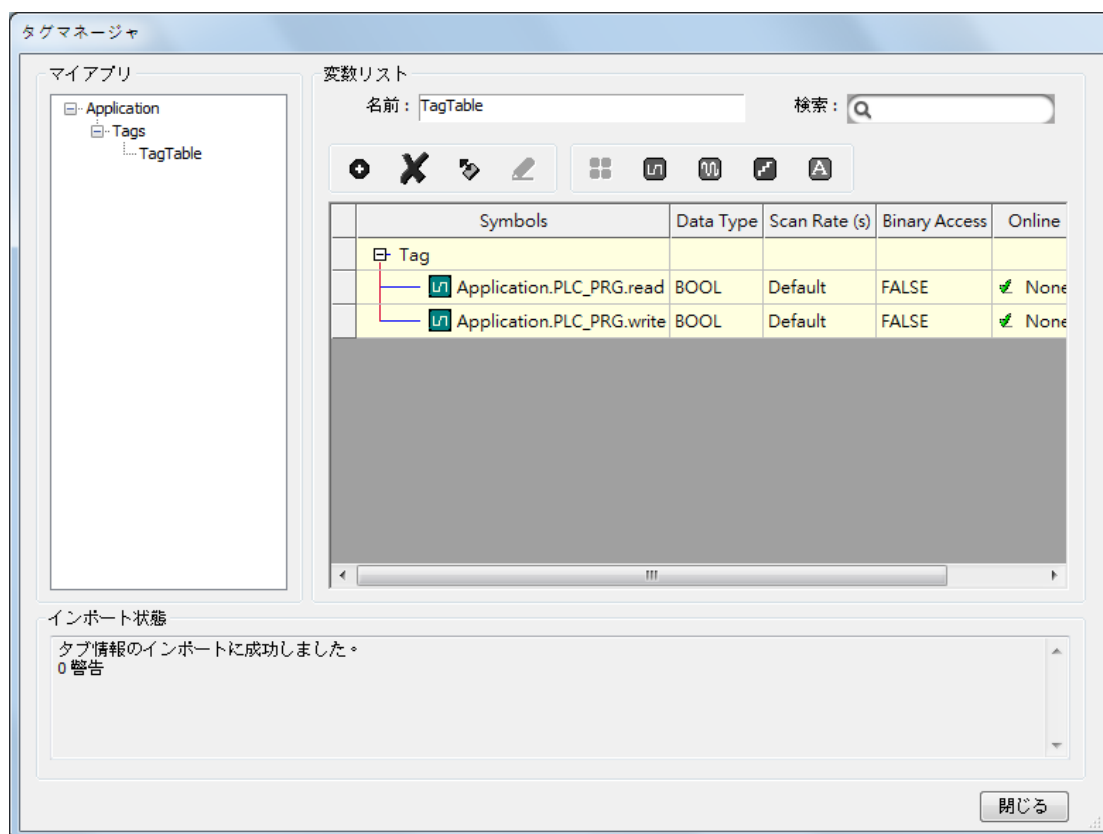 タグマネージャ
マイアプリ
Application
Tags
TagTable
変数リスト
名前： TagTable 検索：
A
Symbols Data Type Scan Rate (s) Binary Access Online
Tag
Application.PLC_PRG.read BOOL Default FALSE None
Application.PLC_PRG.write BOOL Default FALSE None
インポート状態
タブ情報のインポートに成功しました。
0 警告
閉じる